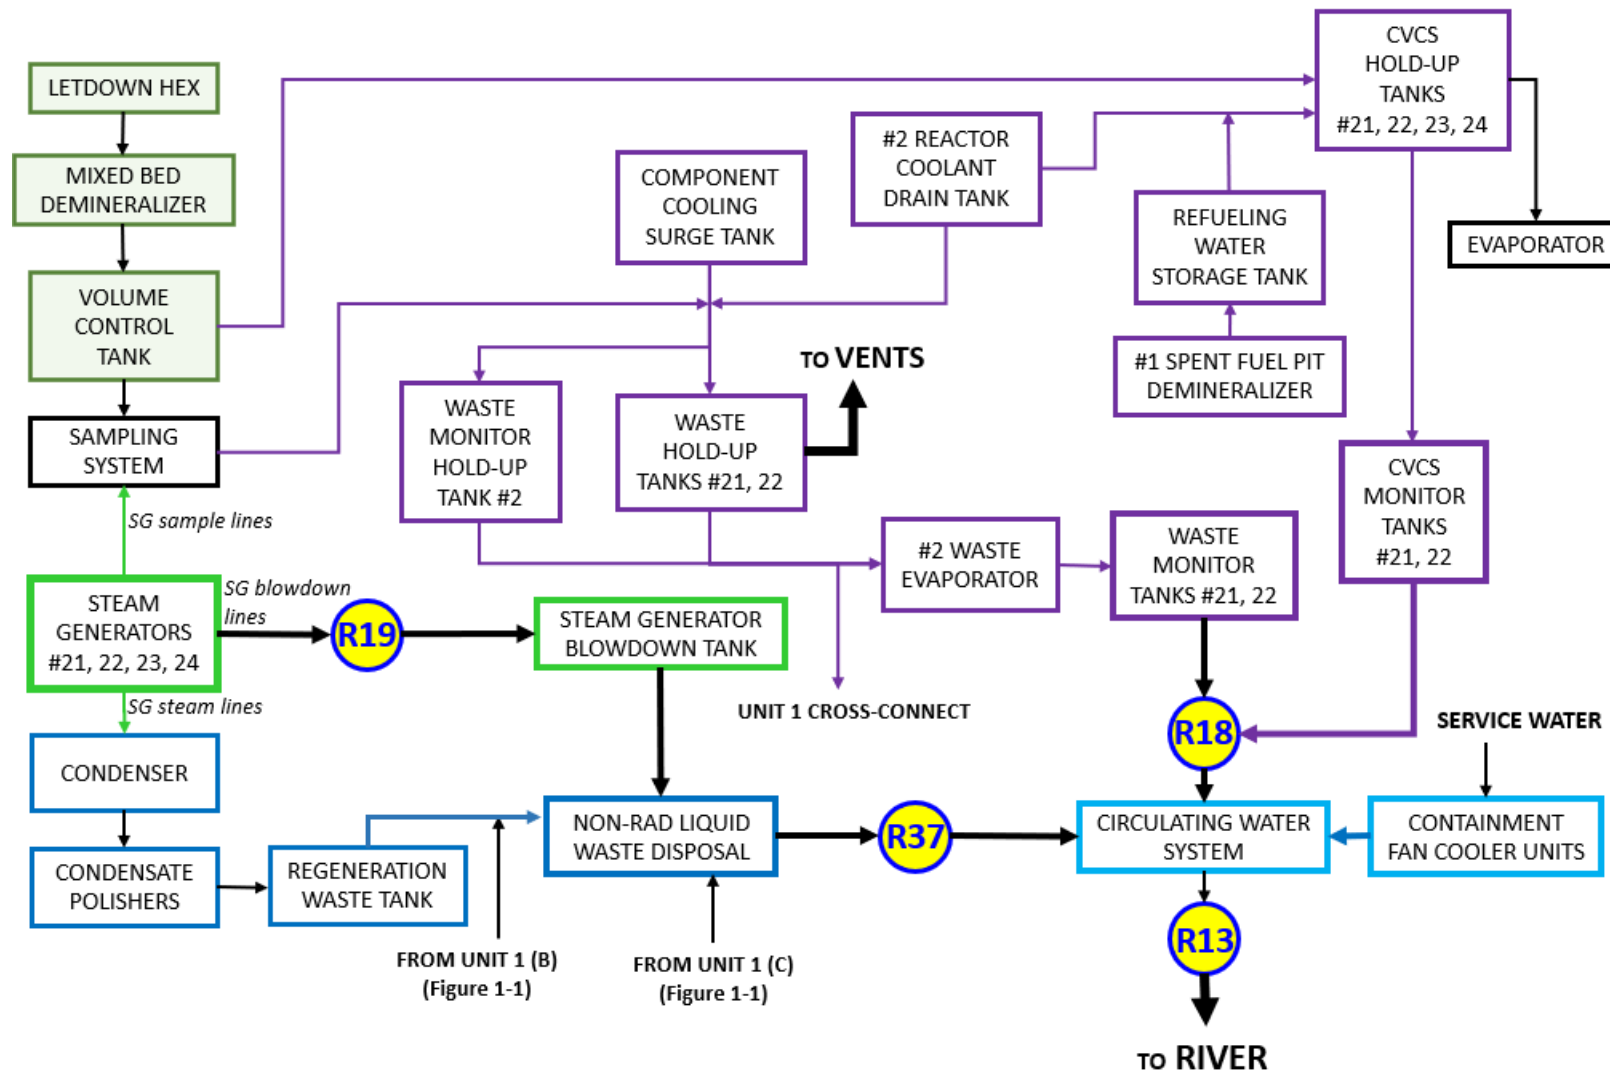 LETDOWN HEX
MIXED BED
DEMINERALIZER
VOLUME
CONTROL
TANK
SAMPLING
SYSTEM
SG sample lines
STEAM
GENERATORS
#21, 22, 23, 24
SG blowdown
lines
SG steam lines
CONDENSER
CONDENSATE
POLISHERS
REGENERATION
WASTE TANK
R19
STEAM GENERATOR
BLOWDOWN TANK
NON-RAD LIQUID
WASTE DISPOSAL
FROM UNIT 1 (B)
(Figure 1-1)
FROM UNIT 1 (C)
(Figure 1-1)
COMPONENT
COOLING
SURGE TANK
#2 REACTOR
COOLANT
DRAIN TANK
WASTE
MONITOR
HOLD-UP
TANK #2
WASTE
HOLD-UP
TANKS #21, 22
TO VENTS
#2 WASTE
EVAPORATOR
UNIT 1 CROSS-CONNECT
WASTE
MONITOR
TANKS #21, 22
REFUELING
WATER
STORAGE TANK
#1 SPENT FUEL PIT
DEMINERALIZER
CVCS
HOLD-UP
TANKS
#21, 22, 23, 24
EVAPORATOR
CVCS
MONITOR
TANKS
#21, 22
R18
R37
CIRCULATING WATER
SYSTEM
SERVICE WATER
CONTAINMENT
FAN COOLER UNITS
R13
TO RIVER